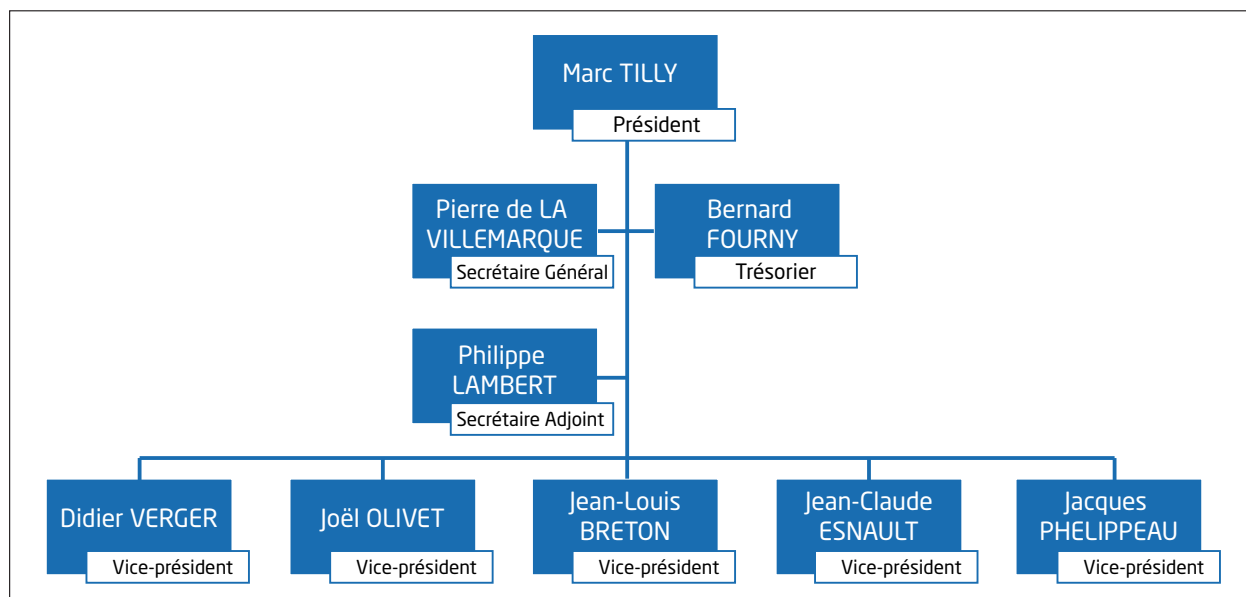 Marc TILLY
Président
Pierre de LA
VILLEMARQUE
Secrétaire Général
Bernard
FOURNY
Trésorier
Philippe
LAMBERT
Secrétaire Adjoint
Didier VERGER
Vice-président
Joël OLIVET
Vice-président
Jean-Louis
BRETON
Vice-président
Jean-Claude
ESNAULT
Vice-président
Jacques
PHELIPPEAU
Vice-président